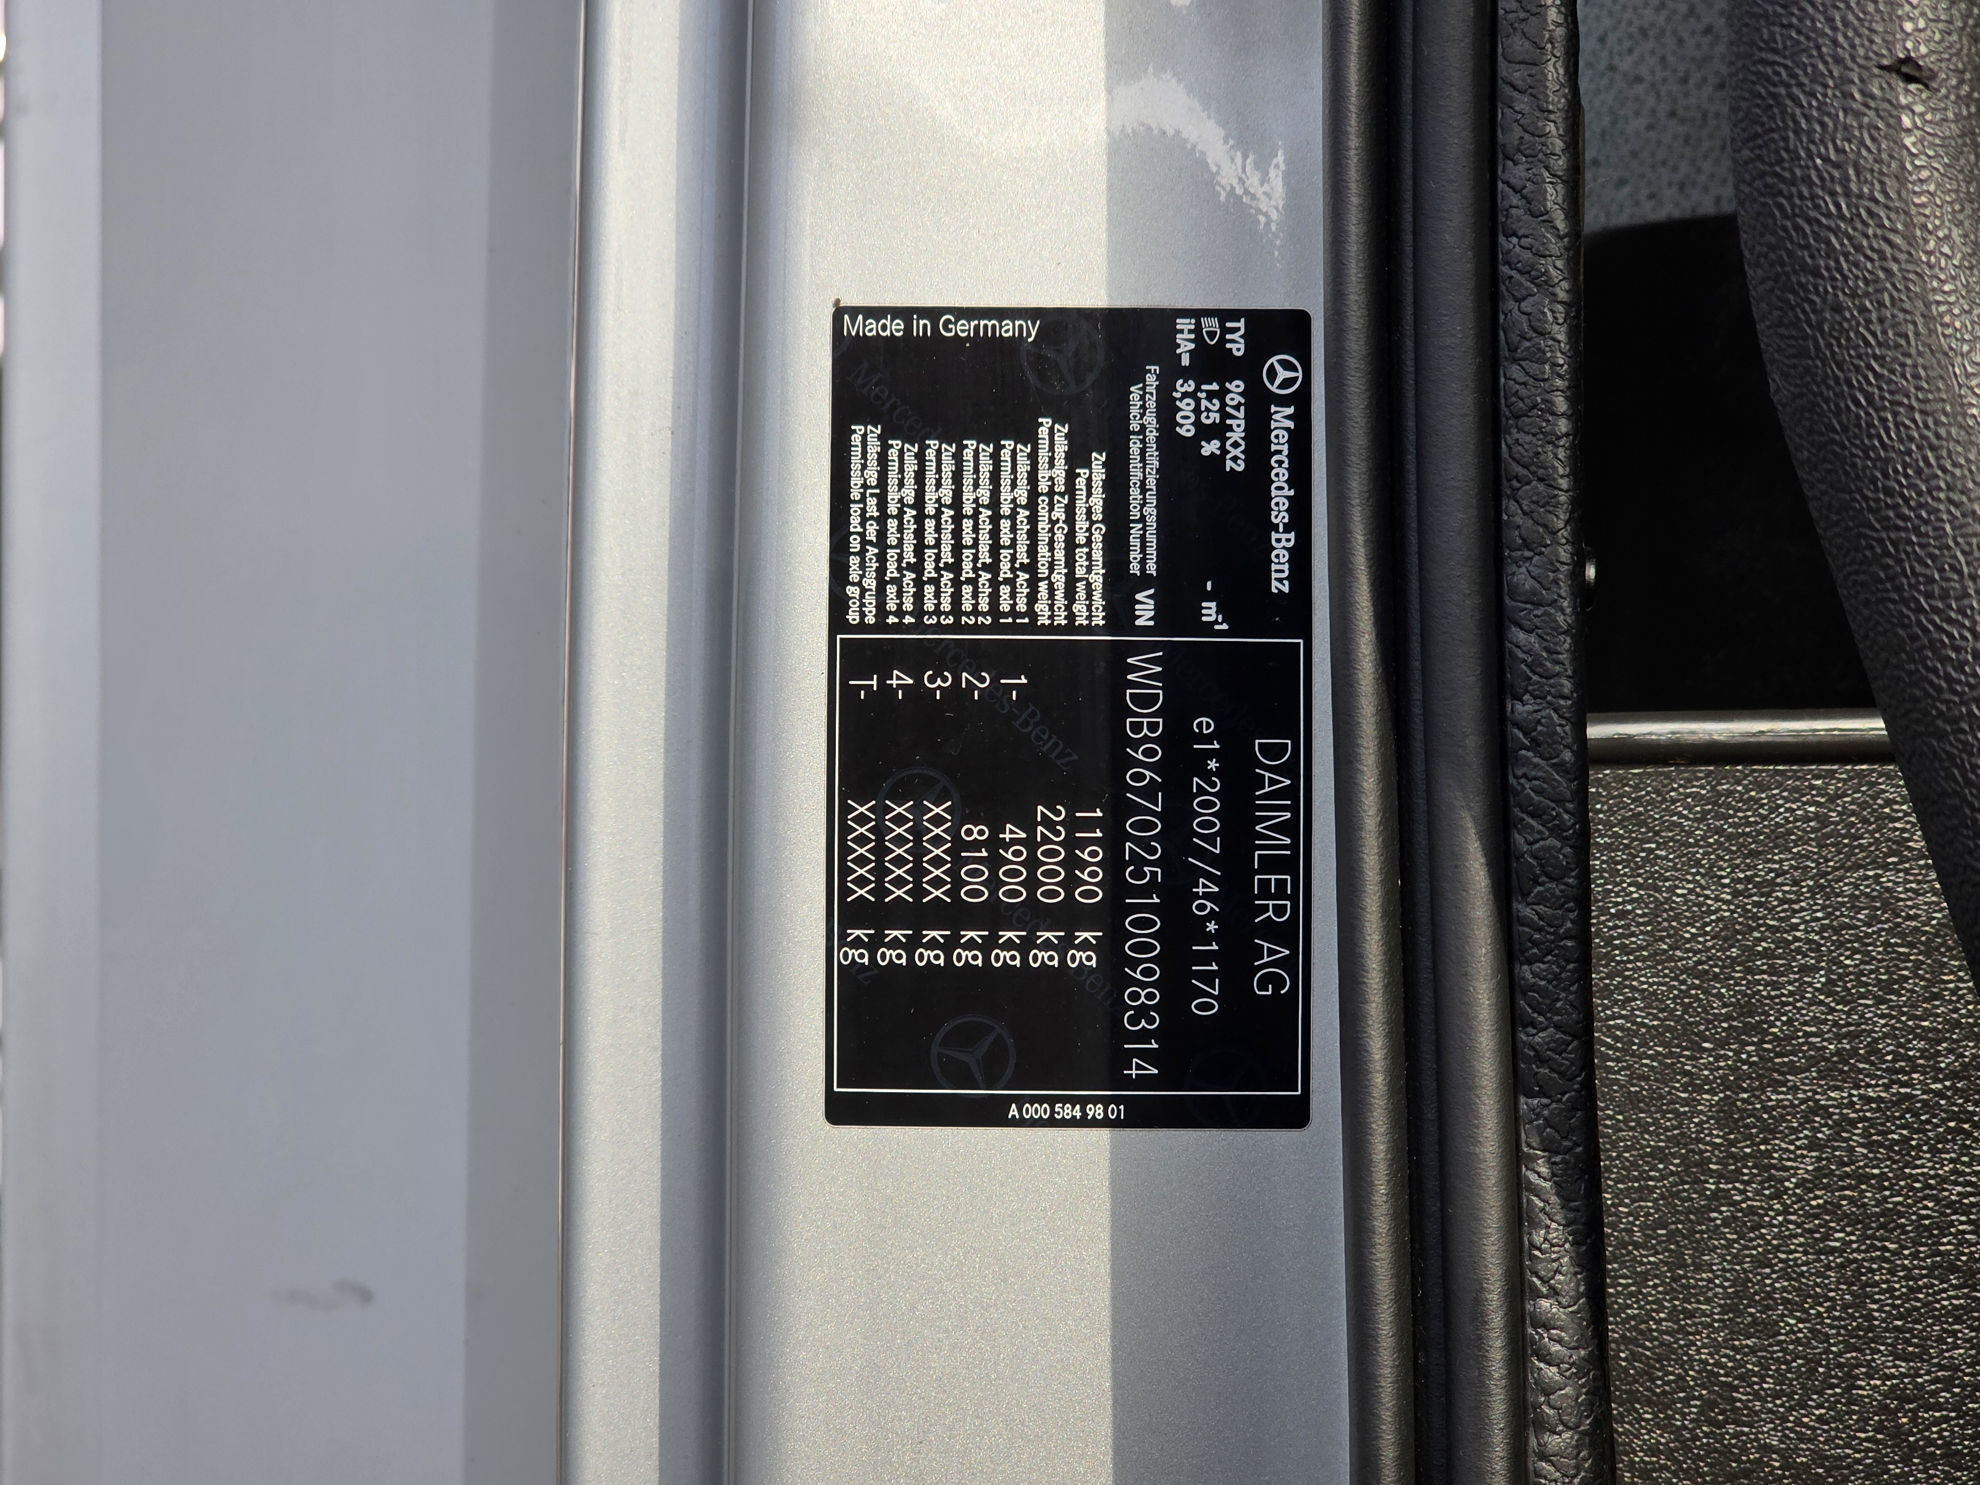 Mercedes-Benz
DAIMLER AG
TYP 967PKX2
1,25 % - m-1
e1*2007/46*1170
iHA= 3,909
Fahrzeugidentifizierungsnummer
Vehicle Identification Number VIN WDB96702510098314
Zulässiges Gesamtgewicht
Permissible total weight 11990 kg
Zulässiges Zug-Gesamtgewicht
Permissible combination weight 22000 kg
Zulässige Achslast, Achse 1
Permissible axle load, axle 1 1- 4900 kg
Zulässige Achslast, Achse 2
Permissible axle load, axle 2 2- 8100 kg
Zulässige Achslast, Achse 3
Permissible axle load, axle 3 3- XXXXX kg
Zulässige Achslast, Achse 4
Permissible axle load, axle 4 4- XXXXX kg
Zulässige Last der Achsgruppe
Permissible load on axle group T- XXXXX kg
Made in Germany
A 000 584 98 01